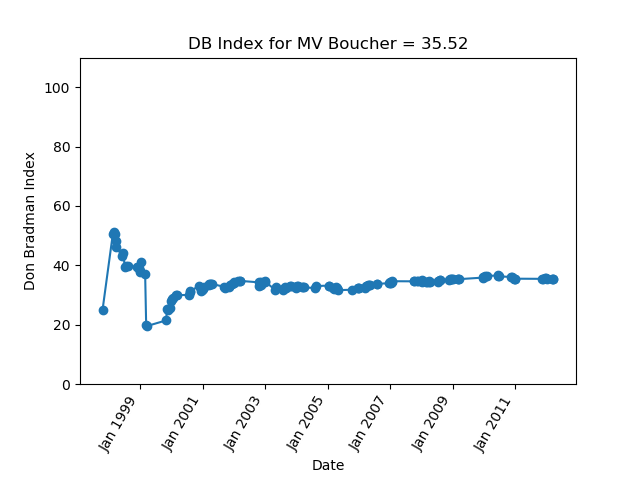 DB Index for MV Boucher = 35.52
100
80
60
40
20
0
Don Bradman Index
Jan 1999
Jan 2001
Jan 2003
Jan 2005
Jan 2007
Jan 2009
Jan 2011
Date